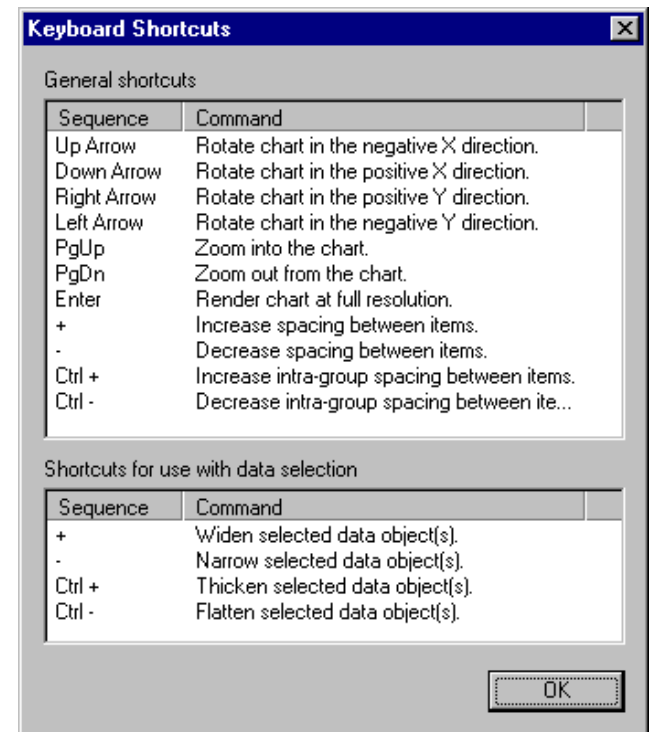 Keyboard Shortcuts
General shortcuts
Sequence Command
Up Arrow Rotate chart in the negative X direction.
Down Arrow Rotate chart in the positive X direction.
Right Arrow Rotate chart in the positive Y direction.
Left Arrow Rotate chart in the negative Y direction.
PgUp Zoom into the chart.
PgDn Zoom out from the chart.
Enter Render chart at full resolution.
+ Increase spacing between items.
- Decrease spacing between items.
Ctrl + Increase intra-group spacing between items.
Ctrl - Decrease intra-group spacing between ite...
Shortcuts for use with data selection
Sequence Command
+ Widen selected data object(s).
- Narrow selected data object(s).
Ctrl + Thicken selected data object(s).
Ctrl - Flatten selected data object(s).
OK